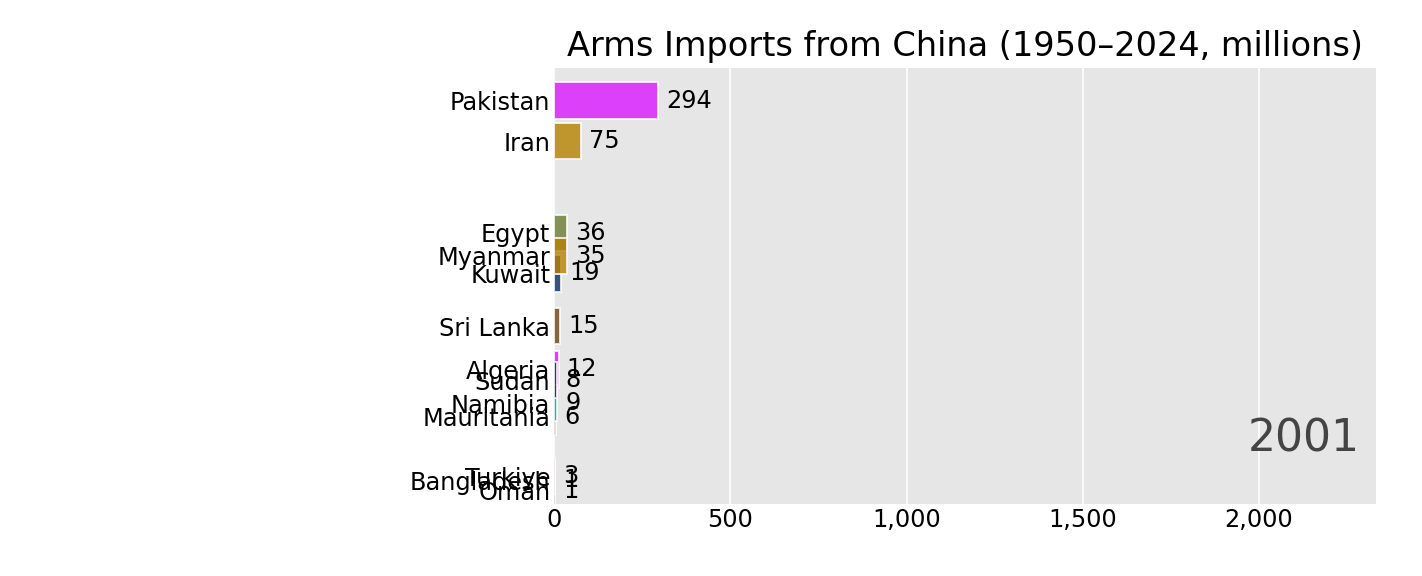 Arms Imports from China (1950–2024, millions)
Pakistan 294
Iran 75
Egypt 36
Myanmar 35
Kuwait 19
Sri Lanka 15
Algeria 12
Sudan 8
Namibia 9
Mauritania 6
Turkiye 3
Bangladesh 1
Oman 1
2001
0 500 1,000 1,500 2,000